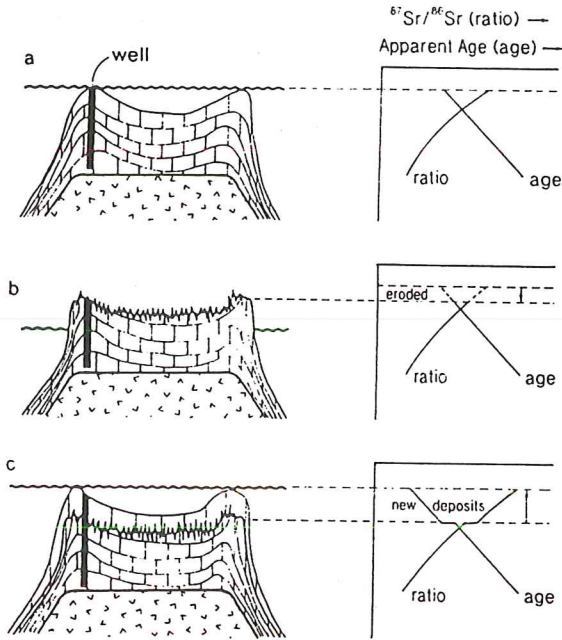 ⁸⁷Sr/⁸⁶Sr (ratio) →
Apparent Age (age) →
a
well
ratio
age
b
eroded
ratio
age
c
new deposits
ratio
age